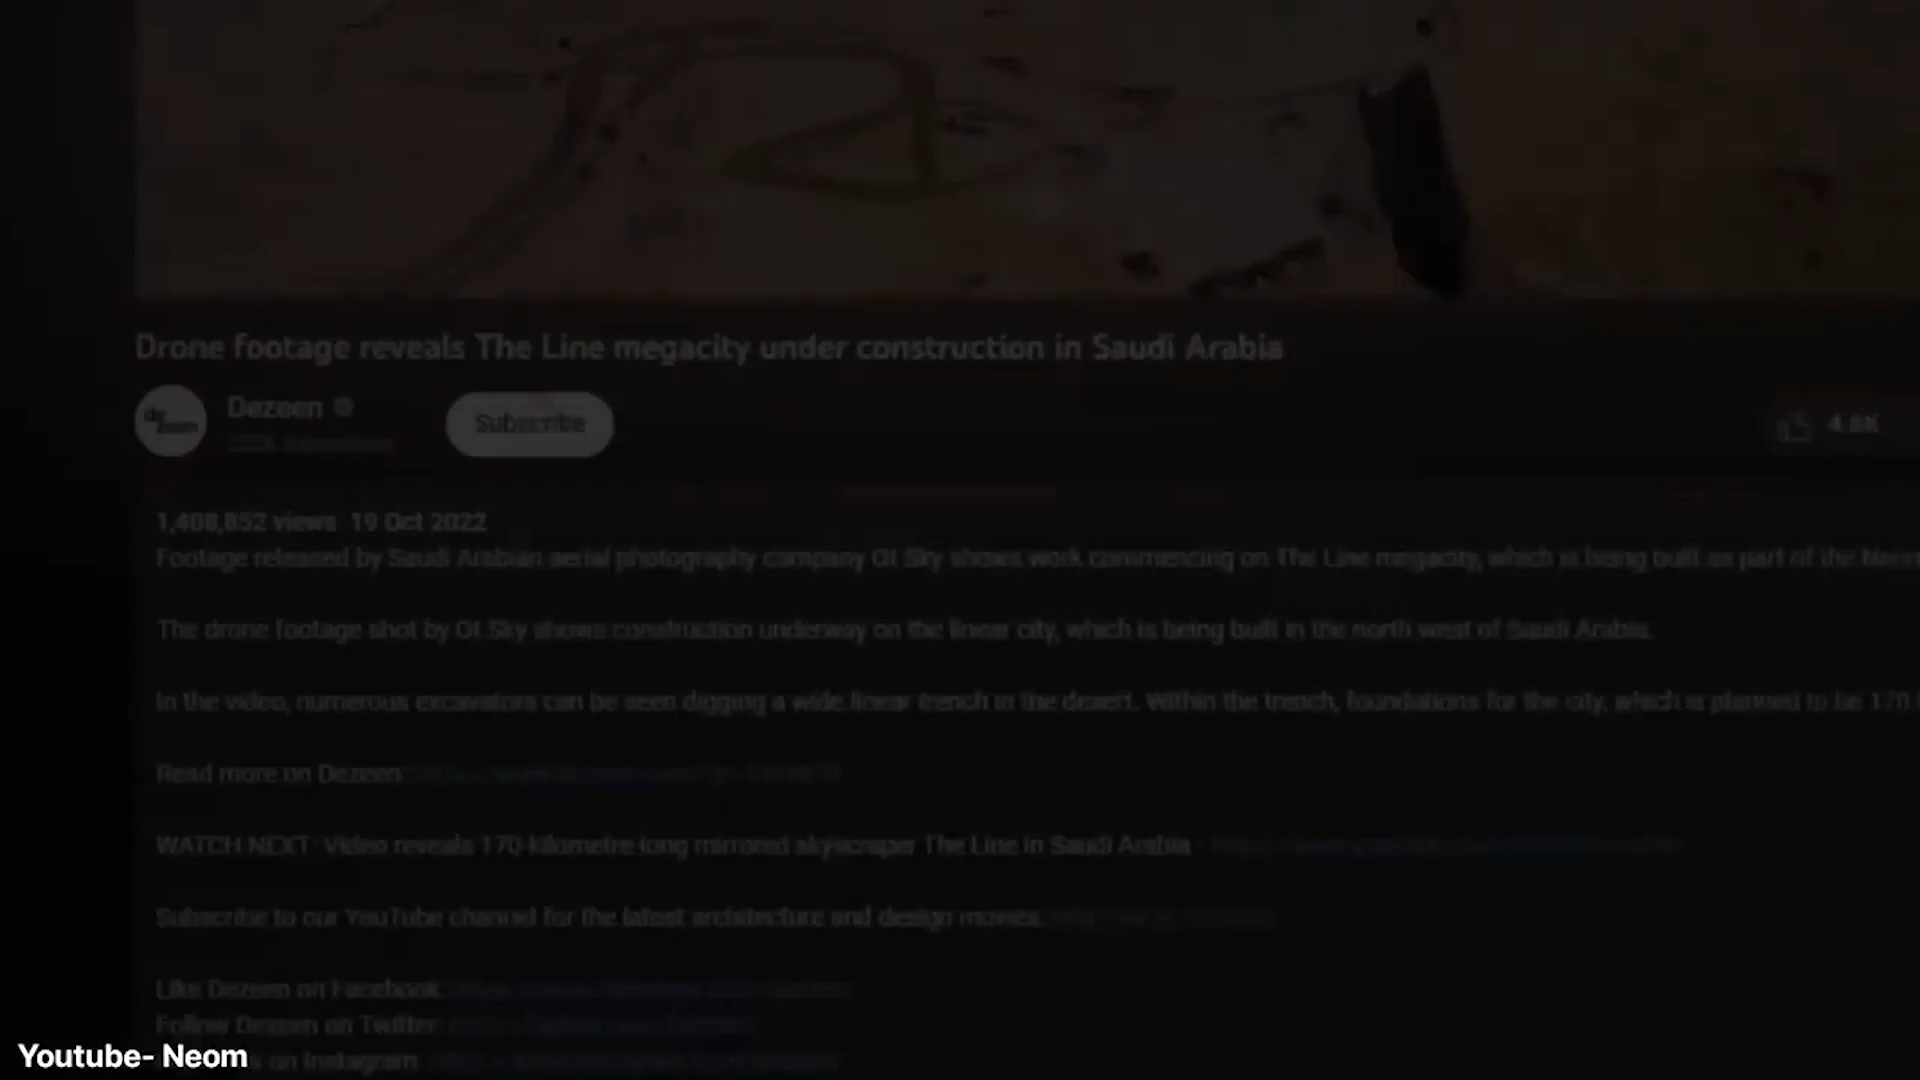 Drone footage reveals The Line megacity under construction in Saudi Arabia
de
zeen
Dezeen
Subscribe
4.8K
1,408,852 views 19 Oct 2022
Footage released by Saudi Arabian aerial photography company Ot Sky shows work commencing on The Line megacity, which is being built as part of the
The drone footage shot by Ot Sky shows construction underway on the linear city, which is being built in the north west of Saudi Arabia.
In the video, numerous excavators can be seen digging a wide linear trench in the desert. Within the trench, foundations for the city, which is planned to be 170
Read more on Dezeen:
WATCH NEXT: Video reveals 170-kilometre-long mirrored skyscraper The Line in Saudi Arabia -
Subscribe to our YouTube channel for the latest architecture and design movies:
Like Dezeen on Facebook:
Follow Dezeen on Twitter:
on Instagram:
Youtube- Neom